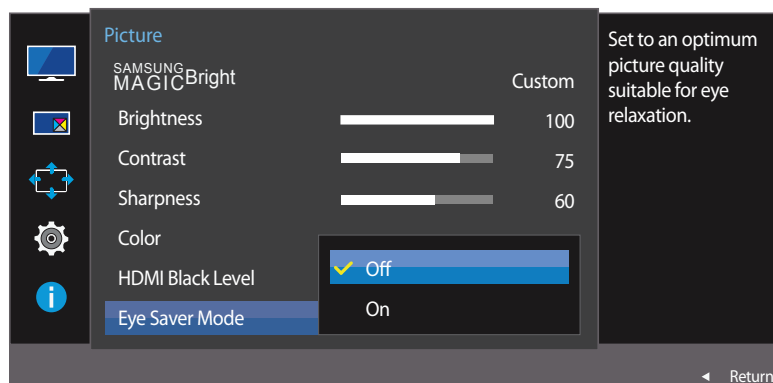 Picture
SAMSUNG
MAGICBright Custom
Brightness 100
Contrast 75
Sharpness 60
Color
HDMI Black Level
Eye Saver Mode
Off
On
Set to an optimum
picture quality
suitable for eye
relaxation.
Return